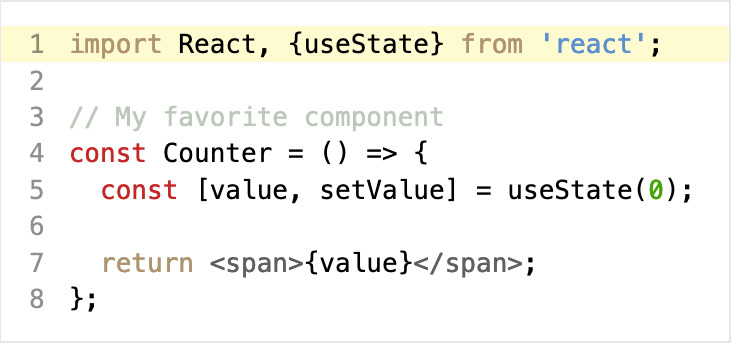 1 import React, {useState} from 'react';
2
3 // My favorite component
4 const Counter = () => {
5   const [value, setValue] = useState(0);
6
7   return <span>{value}</span>;
8 };